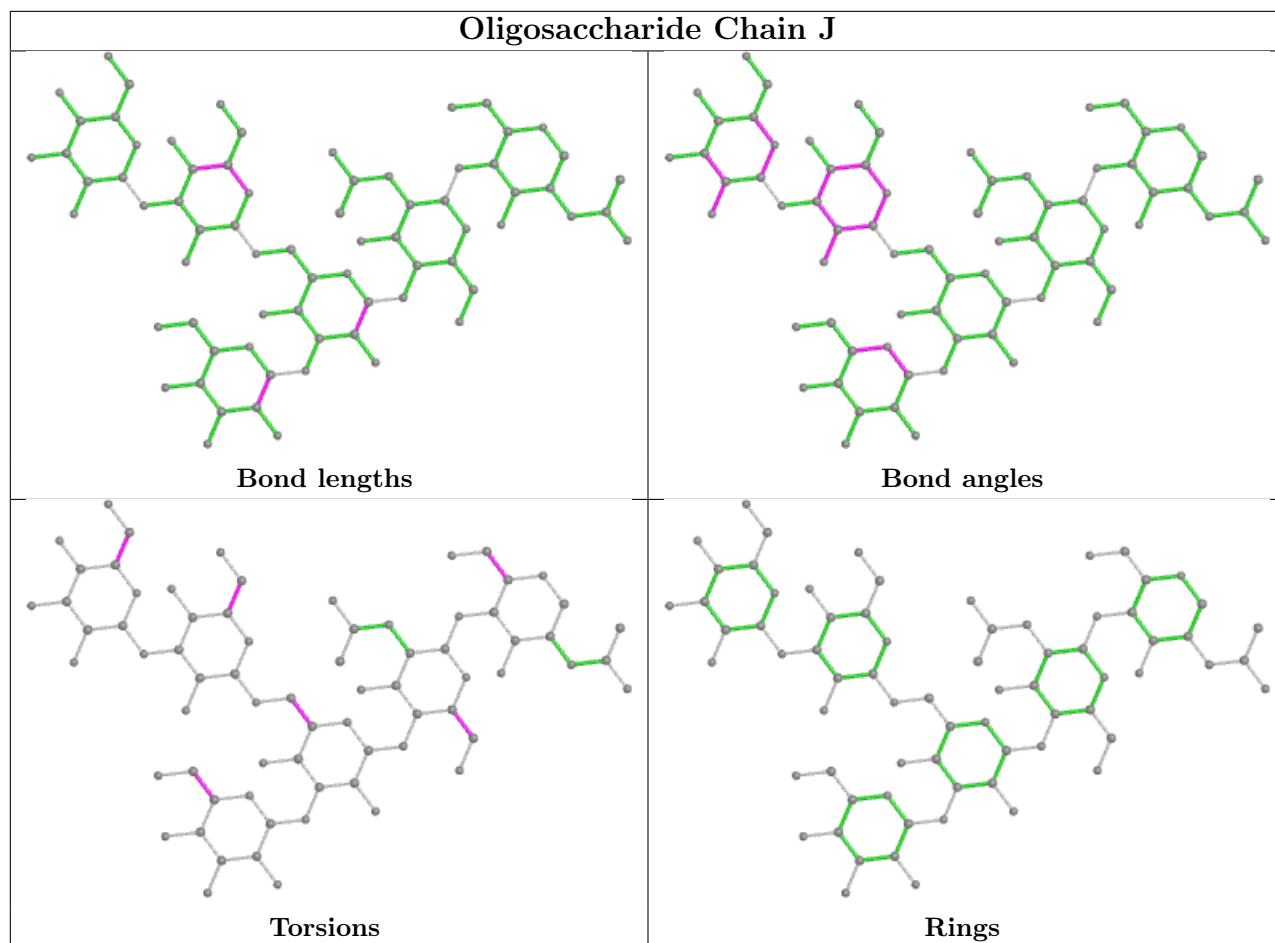 Oligosaccharide Chain J
Bond lengths
Bond angles
Torsions
Rings